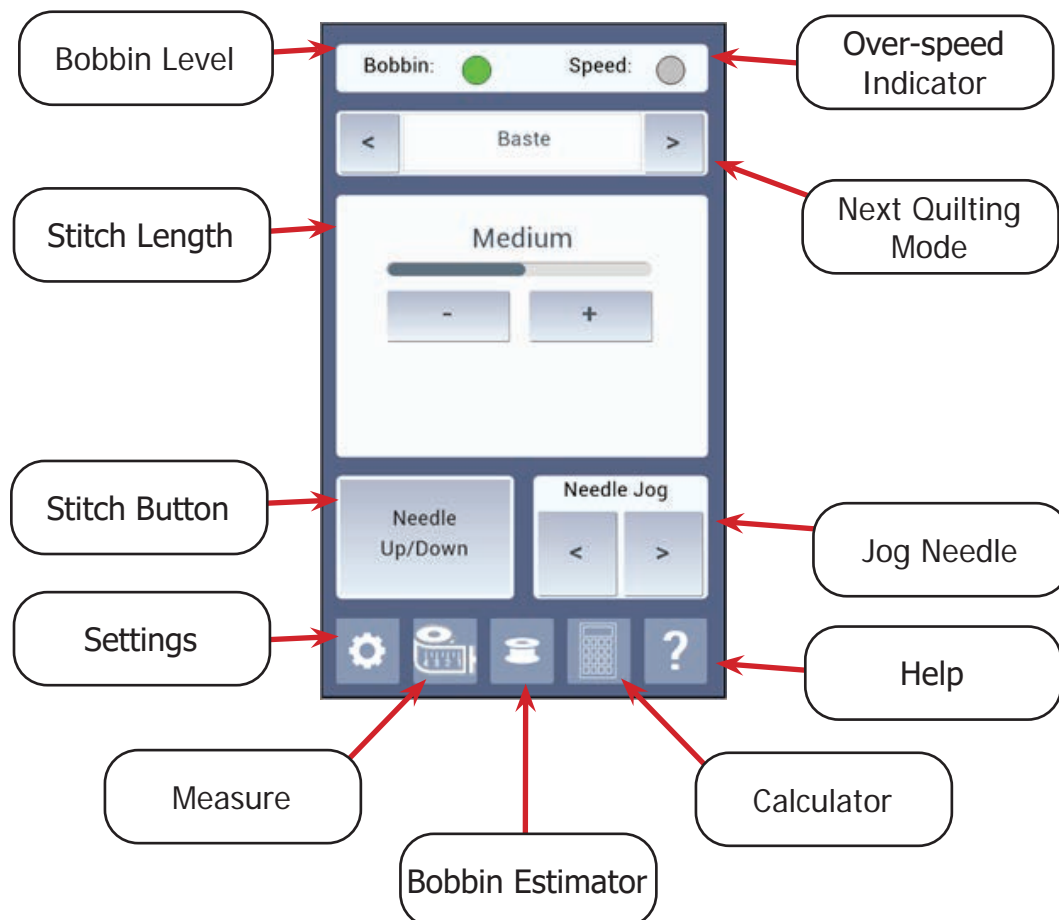 Bobbin Level
Bobbin:
Speed:
Over-speed
Indicator
<
Baste
>
Next Quilting
Mode
Stitch Length
Medium
-
+
Stitch Button
Needle
Up/Down
Needle Jog
<
>
Jog Needle
Settings
?
Help
Measure
Calculator
Bobbin Estimator